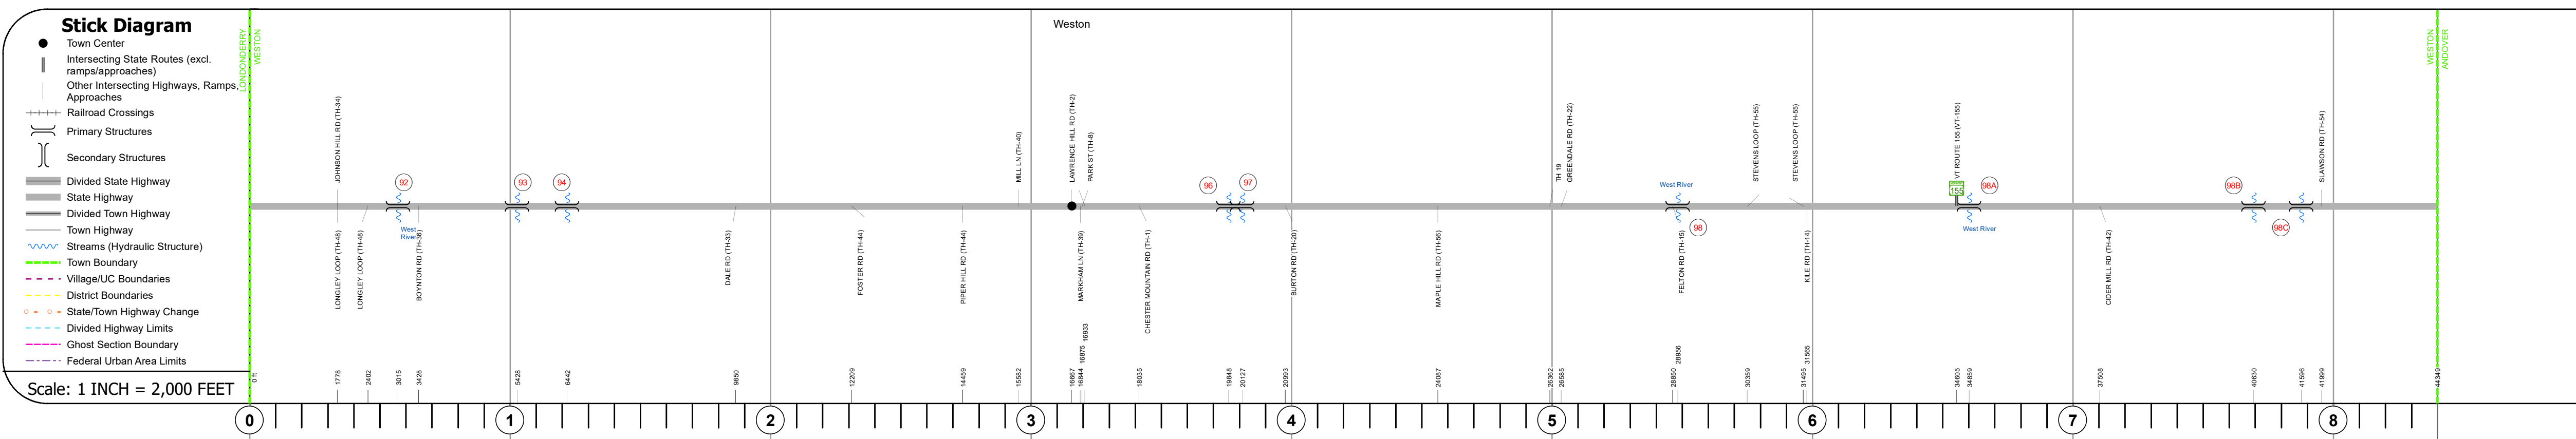 Stick Diagram
Town Center
Intersecting State Routes (excl.
ramps/approaches)
Other Intersecting Highways, Ramps,
Approaches
Railroad Crossings
Primary Structures
Secondary Structures
Divided State Highway
State Highway
Divided Town Highway
Town Highway
Streams (Hydraulic Structure)
Town Boundary
Village/UC Boundaries
District Boundaries
State/Town Highway Change
Divided Highway Limits
Ghost Section Boundary
Federal Urban Area Limits
Scale: 1 INCH = 2,000 FEET
LONDONDERRY
WESTON
Weston
WESTON
ANDOVER
JOHNSON HILL RD (TH-34)
MILL LN (TH-40)
LAWRENCE HILL RD (TH-2)
PARK ST (TH-8)
TH 19
GREENDALE RD (TH-22)
STEVENS LOOP (TH-55)
STEVENS LOOP (TH-55)
VT ROUTE 155 (VT-155)
SLAWSON RD (TH-54)
92
93
94
96
97
West River
155
98A
98B
West
River
98
West River
98C
LONGLEY LOOP (TH-48)
LONGLEY LOOP (TH-48)
BOYNTON RD (TH-36)
DALE RD (TH-33)
FOSTER RD (TH-44)
PIPER HILL RD (TH-44)
MARKHAM LN (TH-39)
CHESTER MOUNTAIN RD (TH-1)
BURTON RD (TH-20)
MAPLE HILL RD (TH-56)
FELTON RD (TH-15)
KILE RD (TH-14)
CIDER MILL RD (TH-42)
0 ft
1778
2402
3015
3428
5428
6442
9850
12209
14459
15582
16667
16844
16875
16933
18035
19848
20127
20993
24087
26362
26585
28850
28956
30359
31495
31565
34605
34859
37508
40630
41596
41999
44349
0
1
2
3
4
5
6
7
8